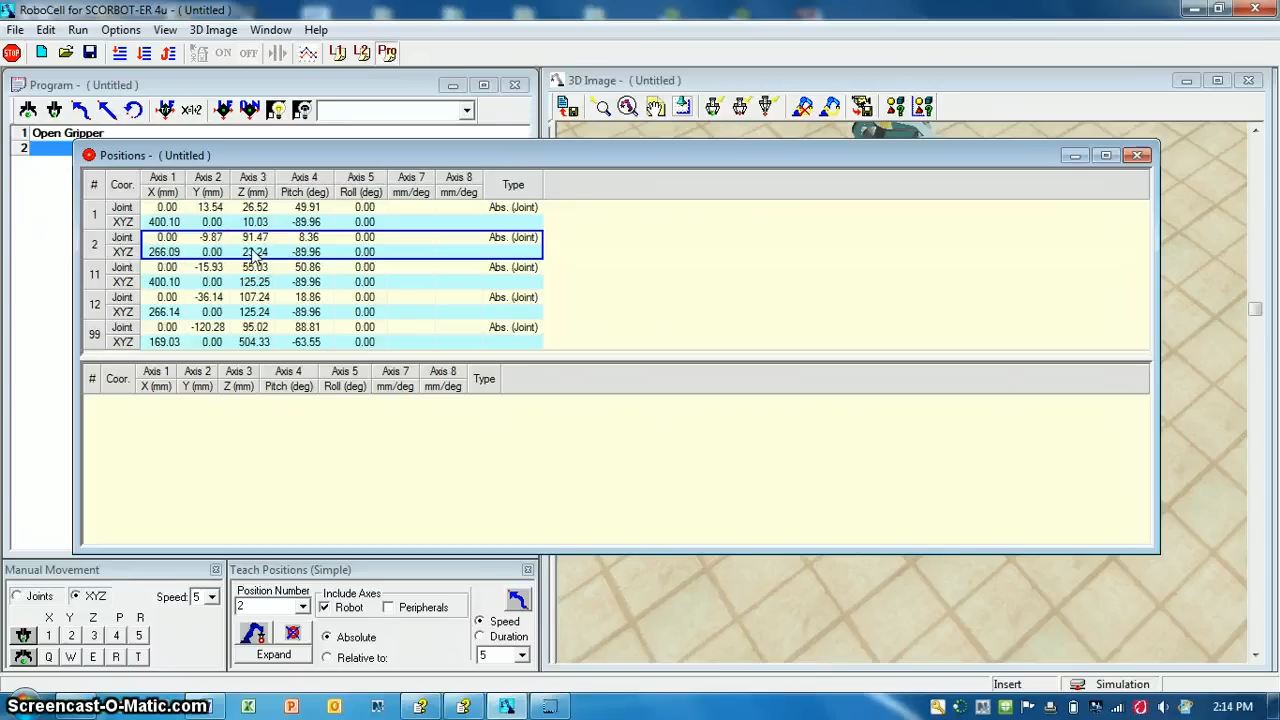 RoboCell for SCORBOT-ER 4u - (Untitled )
File Edit Run Options View 3D Image Window Help
STOP ON OFF L1 L2 Prg
Program - (Untitled )
3D Image - (Untitled )
1 Open Gripper
2
Positions - (Untitled )
# Coor. Axis 1 Axis 2 Axis 3 Axis 4 Axis 5 Axis 7 Axis 8 Type
X (mm) Y (mm) Z (mm) Pitch (deg) Roll (deg) mm/deg mm/deg
1 Joint 0.00 13.54 26.52 49.91 0.00 Abs. (Joint)
XYZ 400.10 0.00 10.03 -89.96 0.00
2 Joint 0.00 -9.87 91.47 8.36 0.00 Abs. (Joint)
XYZ 266.09 0.00 -89.96 0.00
11 Joint 0.00 -15.93 55.03 50.86 0.00 Abs. (Joint)
XYZ 400.10 0.00 125.25 -89.96 0.00
12 Joint 0.00 -36.14 107.24 18.86 0.00 Abs. (Joint)
XYZ 266.14 0.00 125.24 -89.96 0.00
99 Joint 0.00 -120.28 95.02 88.81 0.00 Abs. (Joint)
XYZ 169.03 0.00 504.33 -63.55 0.00
# Coor. Axis 1 Axis 2 Axis 3 Axis 4 Axis 5 Axis 7 Axis 8 Type
X (mm) Y (mm) Z (mm) Pitch (deg) Roll (deg) mm/deg mm/deg
Manual Movement
Joints XYZ Speed: 5
X Y Z P R
1 2 3 4 5
Q W E R T
Teach Positions (Simple)
Position Number
2
Include Axes
Robot Peripherals
Expand
Absolute
Relative to:
Speed
Duration
5
Insert Simulation
Screencast-O-Matic.com
2:14 PM